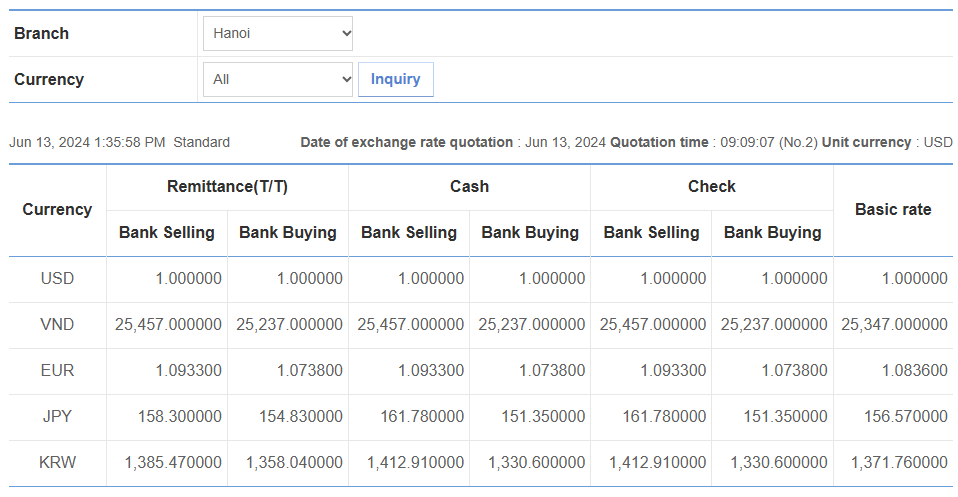 Branch Hanoi
Currency All Inquiry
Jun 13, 2024 1:35:58 PM Standard Date of exchange rate quotation : Jun 13, 2024 Quotation time : 09:09:07 (No.2) Unit currency : USD
Currency Remittance(T/T) Cash Check Basic rate
Bank Selling Bank Buying Bank Selling Bank Buying Bank Selling Bank Buying
USD 1.000000 1.000000 1.000000 1.000000 1.000000 1.000000 1.000000
VND 25,457.000000 25,237.000000 25,457.000000 25,237.000000 25,457.000000 25,237.000000 25,347.000000
EUR 1.093300 1.073800 1.093300 1.073800 1.093300 1.073800 1.083600
JPY 158.300000 154.830000 161.780000 151.350000 161.780000 151.350000 156.570000
KRW 1,385.470000 1,358.040000 1,412.910000 1,330.600000 1,412.910000 1,330.600000 1,371.760000